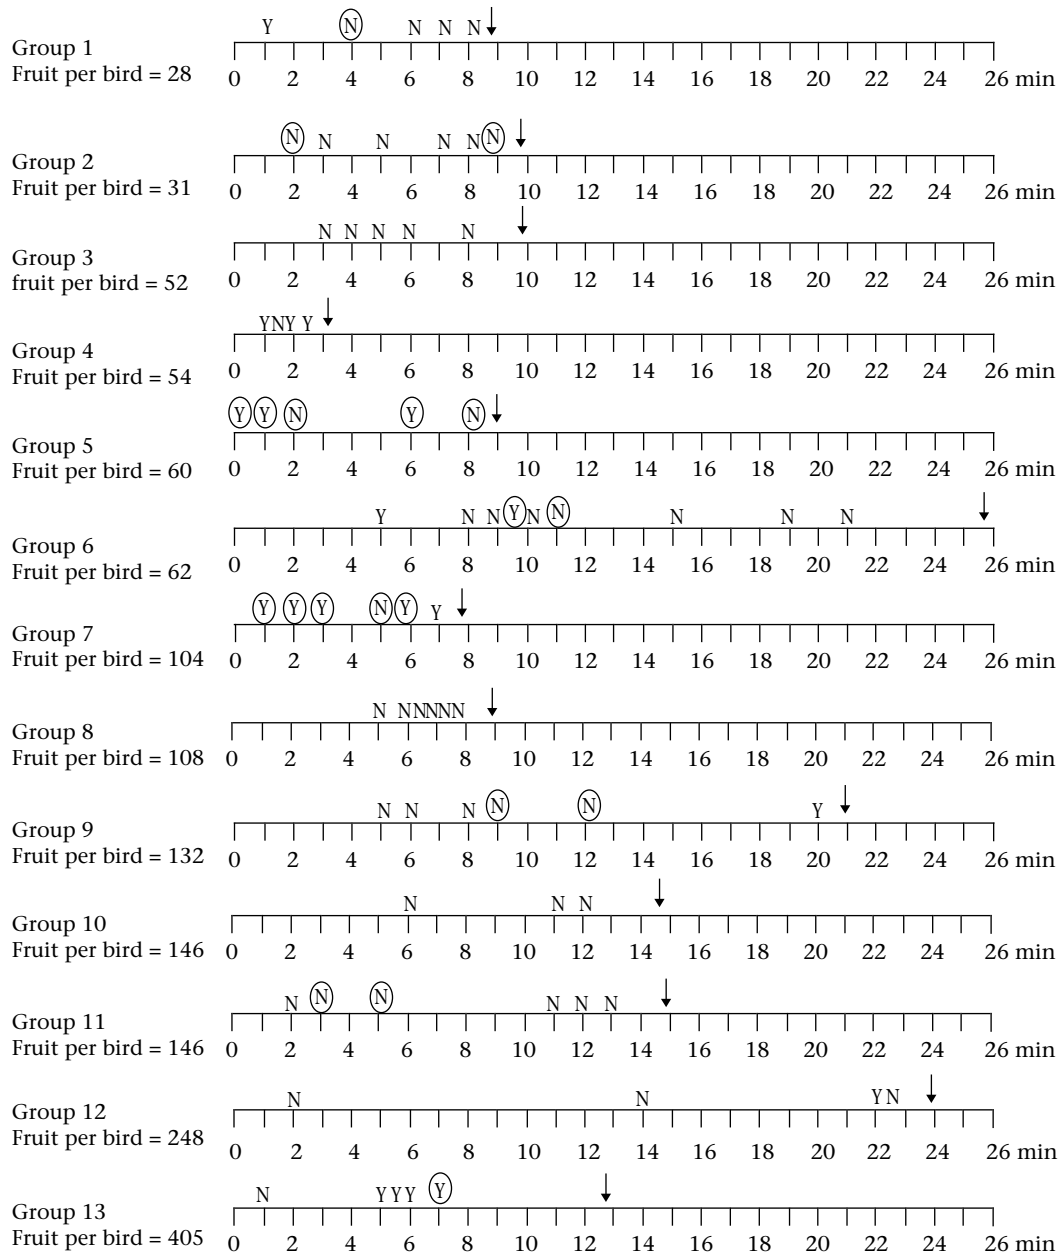 Y N N N N
Group 1
Fruit per bird = 28
0 2 4 6 8 10 12 14 16 18 20 22 24 26 min
N N N N N N
Group 2
Fruit per bird = 31
0 2 4 6 8 10 12 14 16 18 20 22 24 26 min
N N N N N
Group 3
fruit per bird = 52
0 2 4 6 8 10 12 14 16 18 20 22 24 26 min
Y N Y Y
Group 4
Fruit per bird = 54
0 2 4 6 8 10 12 14 16 18 20 22 24 26 min
Y Y N Y N
Group 5
Fruit per bird = 60
0 2 4 6 8 10 12 14 16 18 20 22 24 26 min
Y N N Y N N N N N
Group 6
Fruit per bird = 62
0 2 4 6 8 10 12 14 16 18 20 22 24 26 min
Y Y Y N Y Y
Group 7
Fruit per bird = 104
0 2 4 6 8 10 12 14 16 18 20 22 24 26 min
N N N N N N
Group 8
Fruit per bird = 108
0 2 4 6 8 10 12 14 16 18 20 22 24 26 min
N N N N N Y
Group 9
Fruit per bird = 132
0 2 4 6 8 10 12 14 16 18 20 22 24 26 min
N N N
Group 10
Fruit per bird = 146
0 2 4 6 8 10 12 14 16 18 20 22 24 26 min
N N N N N N
Group 11
Fruit per bird = 146
0 2 4 6 8 10 12 14 16 18 20 22 24 26 min
N N Y N
Group 12
Fruit per bird = 248
0 2 4 6 8 10 12 14 16 18 20 22 24 26 min
N Y Y Y Y
Group 13
Fruit per bird = 405
0 2 4 6 8 10 12 14 16 18 20 22 24 26 min